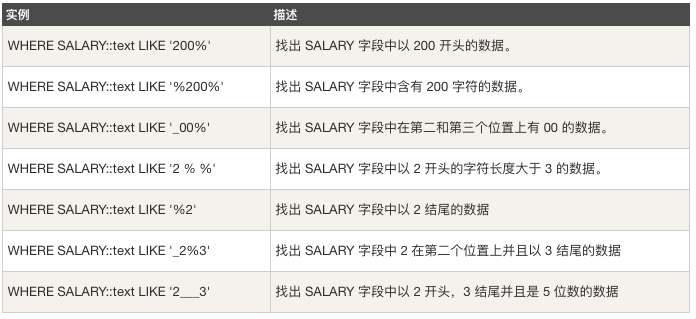 实例 描述
WHERE SALARY::text LIKE '200%' 找出 SALARY 字段中以 200 开头的数据。
WHERE SALARY::text LIKE '%200%' 找出 SALARY 字段中含有 200 字符的数据。
WHERE SALARY::text LIKE '_00%' 找出 SALARY 字段中在第二和第三个位置上有 00 的数据。
WHERE SALARY::text LIKE '2 % %' 找出 SALARY 字段中以 2 开头的字符长度大于 3 的数据。
WHERE SALARY::text LIKE '%2' 找出 SALARY 字段中以 2 结尾的数据
WHERE SALARY::text LIKE '_2%3' 找出 SALARY 字段中 2 在第二个位置上并且以 3 结尾的数据
WHERE SALARY::text LIKE '2___3' 找出 SALARY 字段中以 2 开头，3 结尾并且是 5 位数的数据